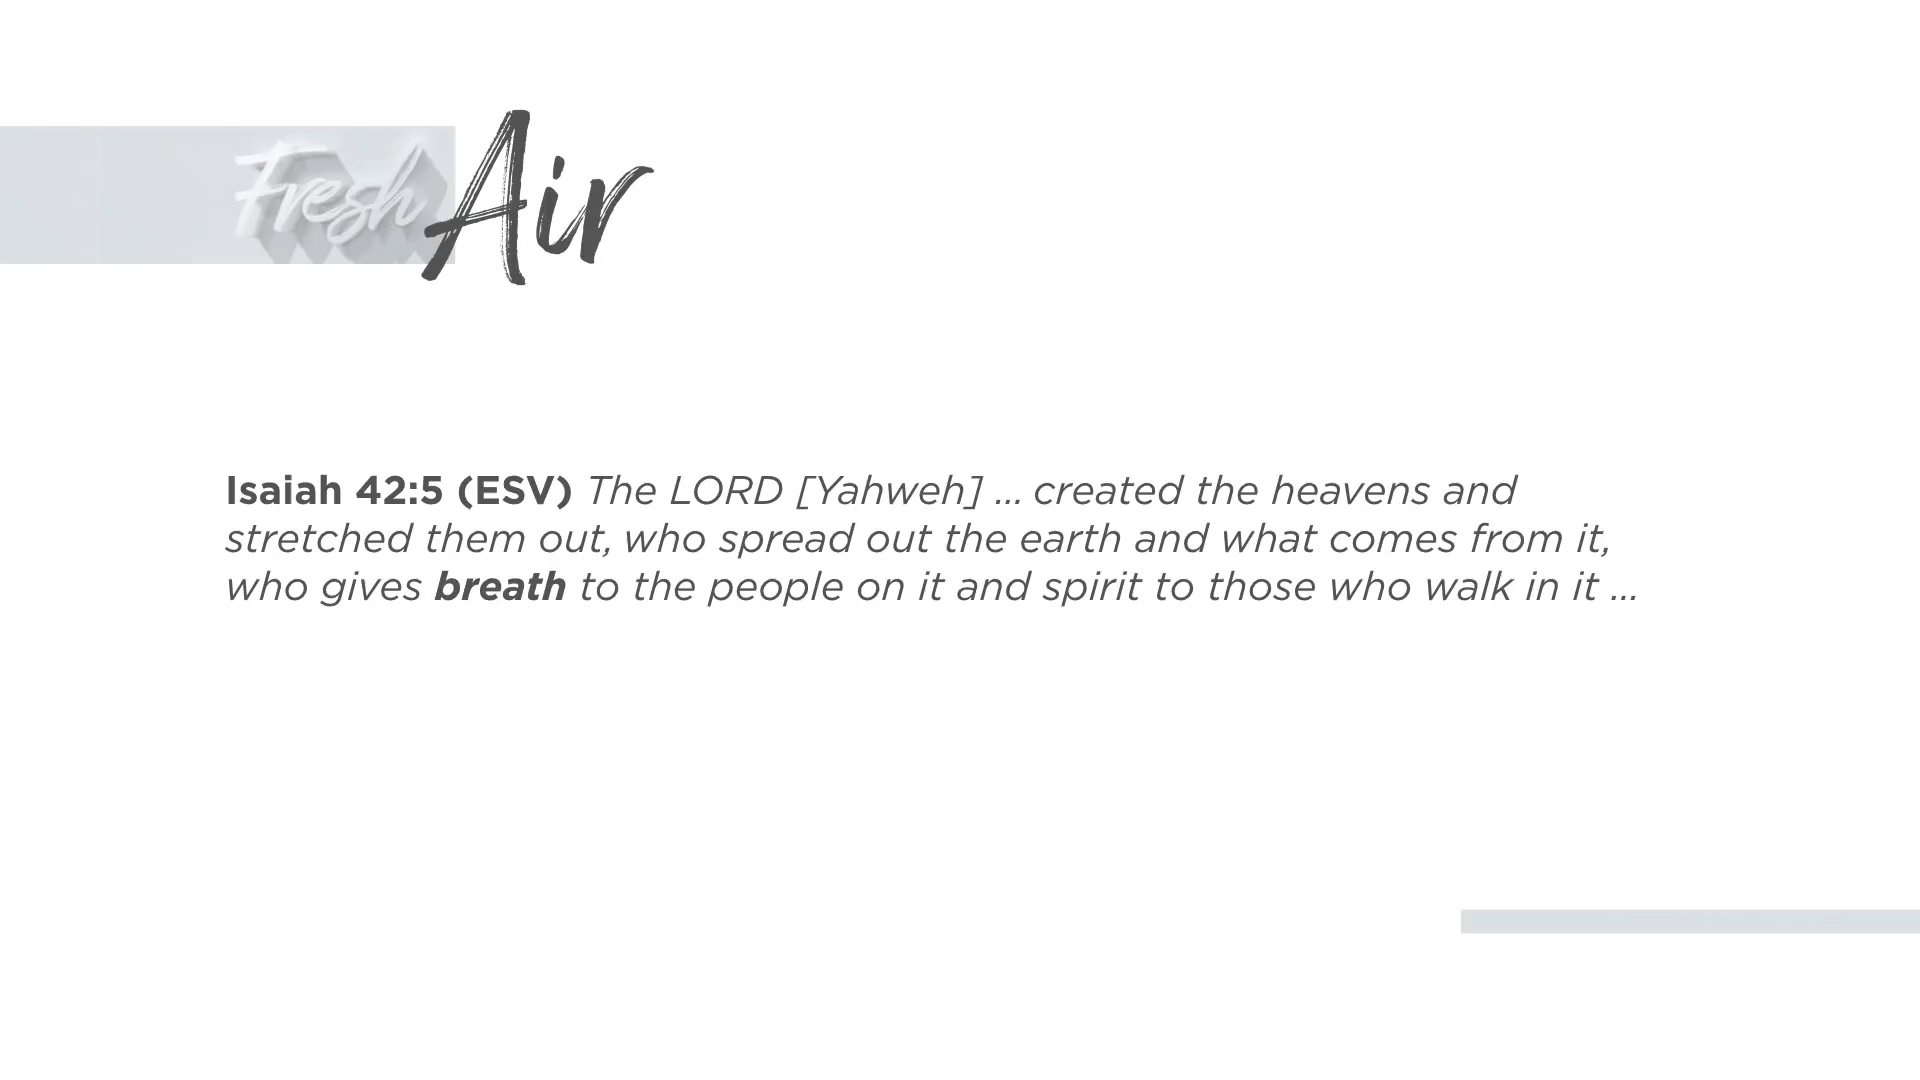 Fresh Air
Isaiah 42:5 (ESV) The LORD [Yahweh] ... created the heavens and
stretched them out, who spread out the earth and what comes from it,
who gives breath to the people on it and spirit to those who walk in it ...